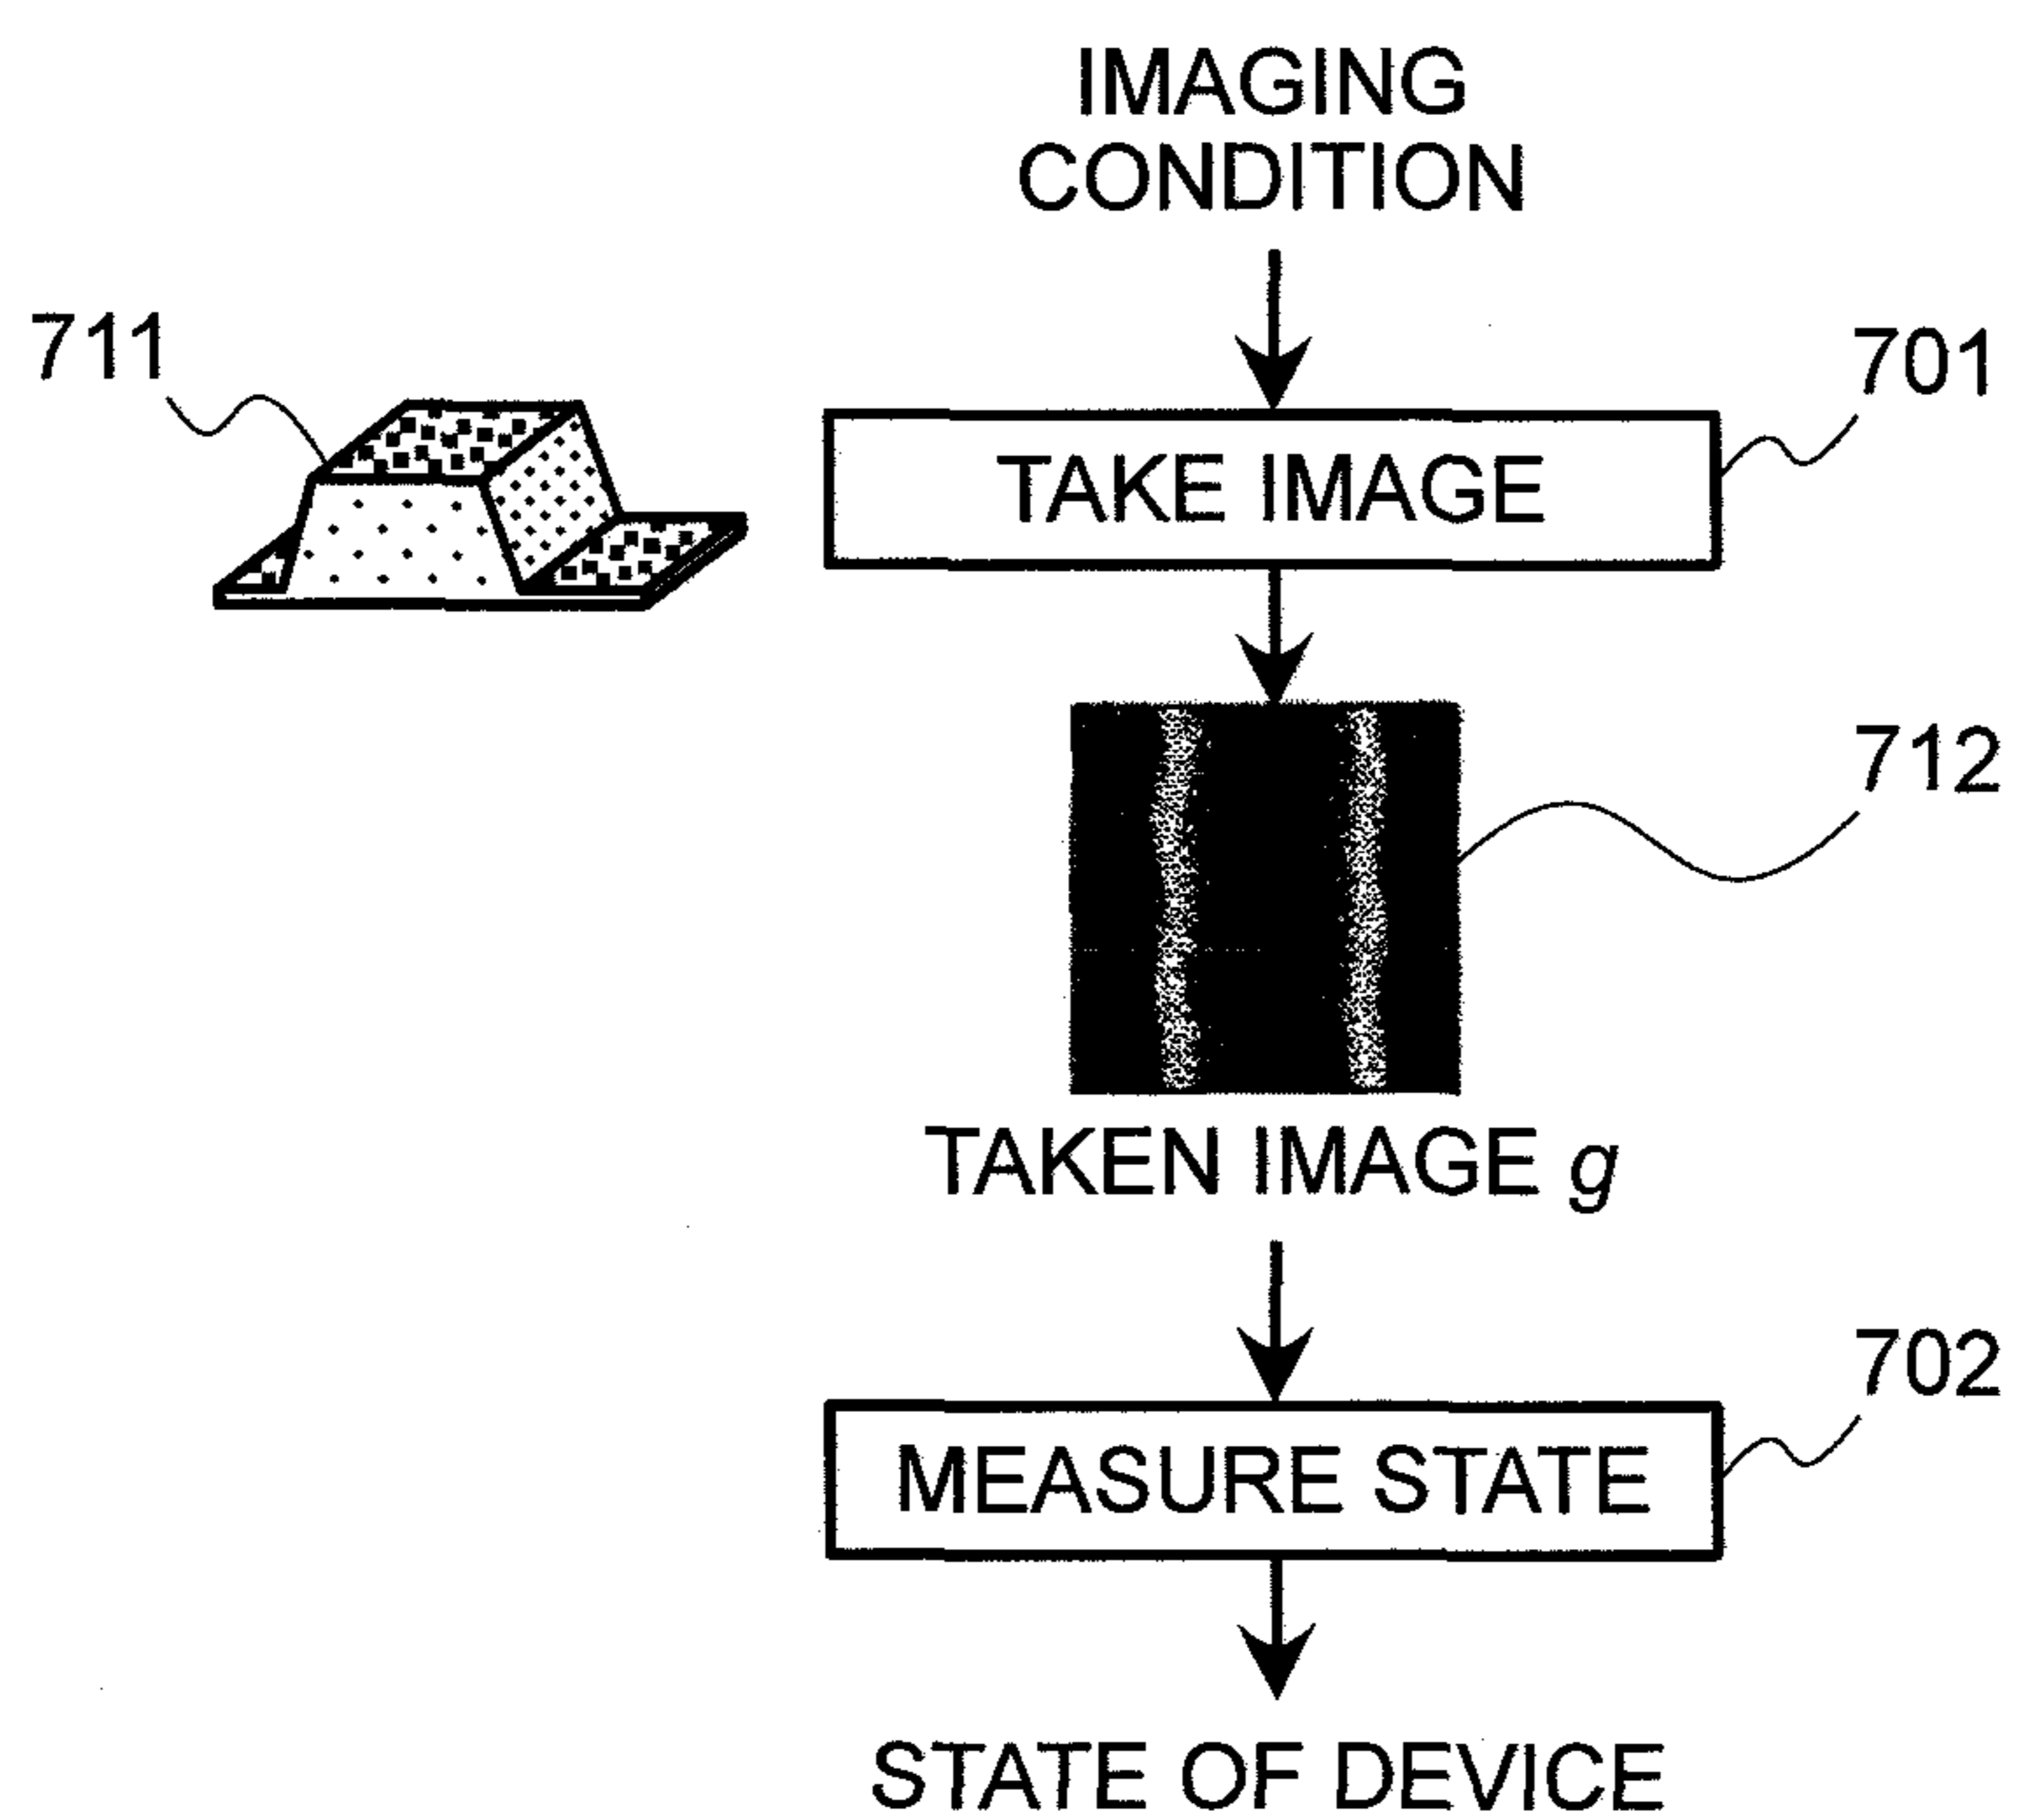 IMAGING
CONDITION
711
701
TAKE IMAGE
712
TAKEN IMAGE g
702
MEASURE STATE
STATE OF DEVICE